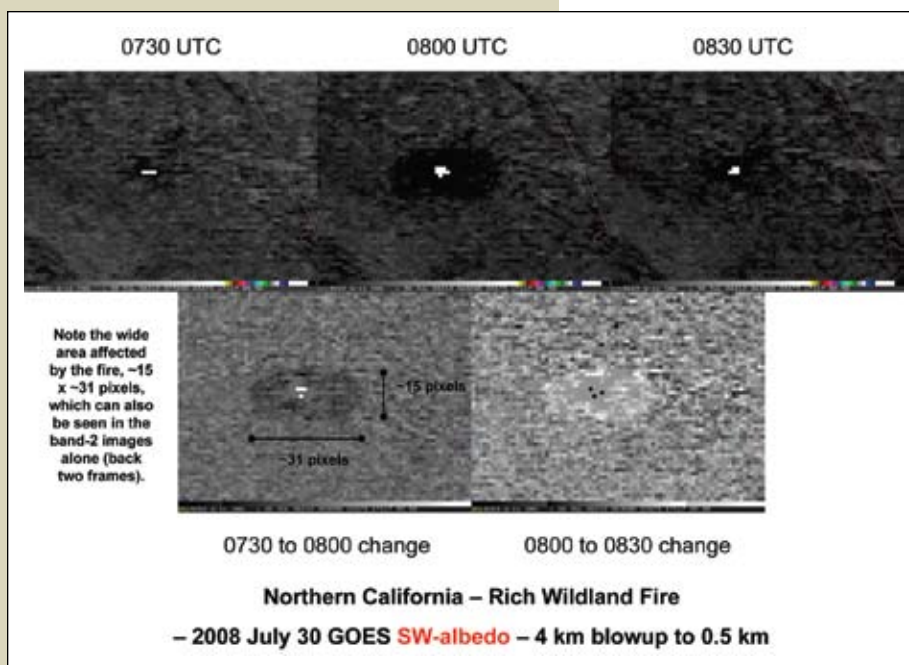 0730 UTC 0800 UTC 0830 UTC
Note the wide
area affected
by the fire, ~15
x ~31 pixels,
which can also
be seen in the
band-2 images
alone (back
two frames).
~15 pixels
~31 pixels
0730 to 0800 change 0800 to 0830 change
Northern California – Rich Wildland Fire
– 2008 July 30 GOES SW-albedo – 4 km blowup to 0.5 km